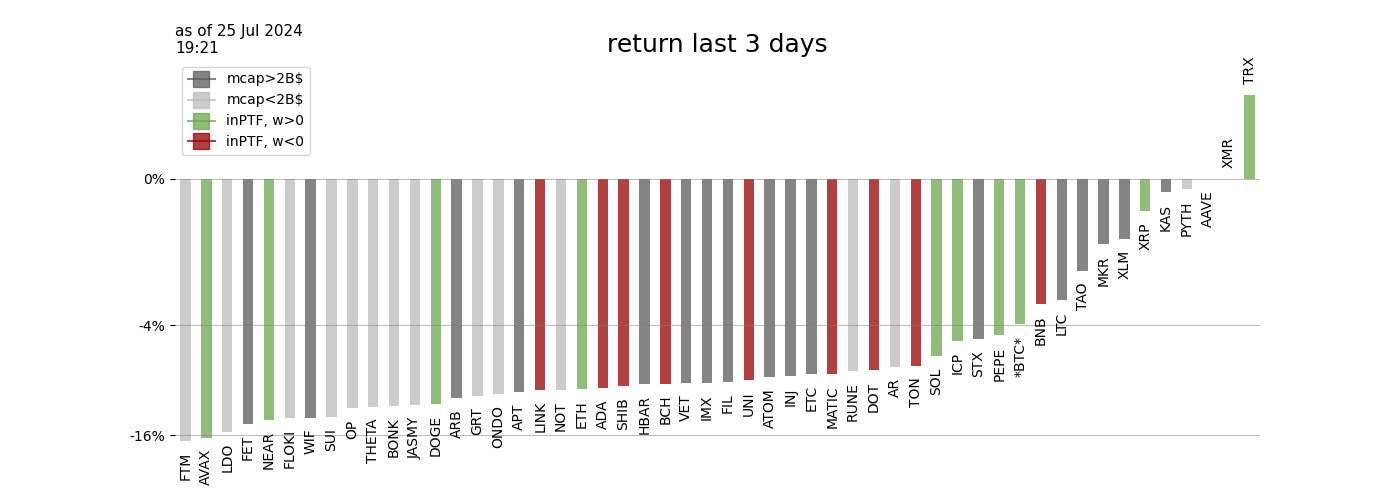 as of 25 Jul 2024
19:21
return last 3 days
mcap>2B$
mcap<2B$
inPTF, w>0
inPTF, w<0
0%
-4%
-16%
FTM
AVAX
LDO
FET
NEAR
FLOKI
WIF
SUI
OP
THETA
BONK
JASMY
DOGE
ARB
GRT
ONDO
APT
LINK
NOT
ETH
ADA
SHIB
HBAR
BCH
VET
IMX
FIL
UNI
ATOM
INJ
ETC
MATIC
RUNE
DOT
AR
TON
SOL
ICP
STX
PEPE
*BTC*
BNB
LTC
TAO
MKR
XLM
XRP
KAS
PYTH
AAVE
XMR
TRX